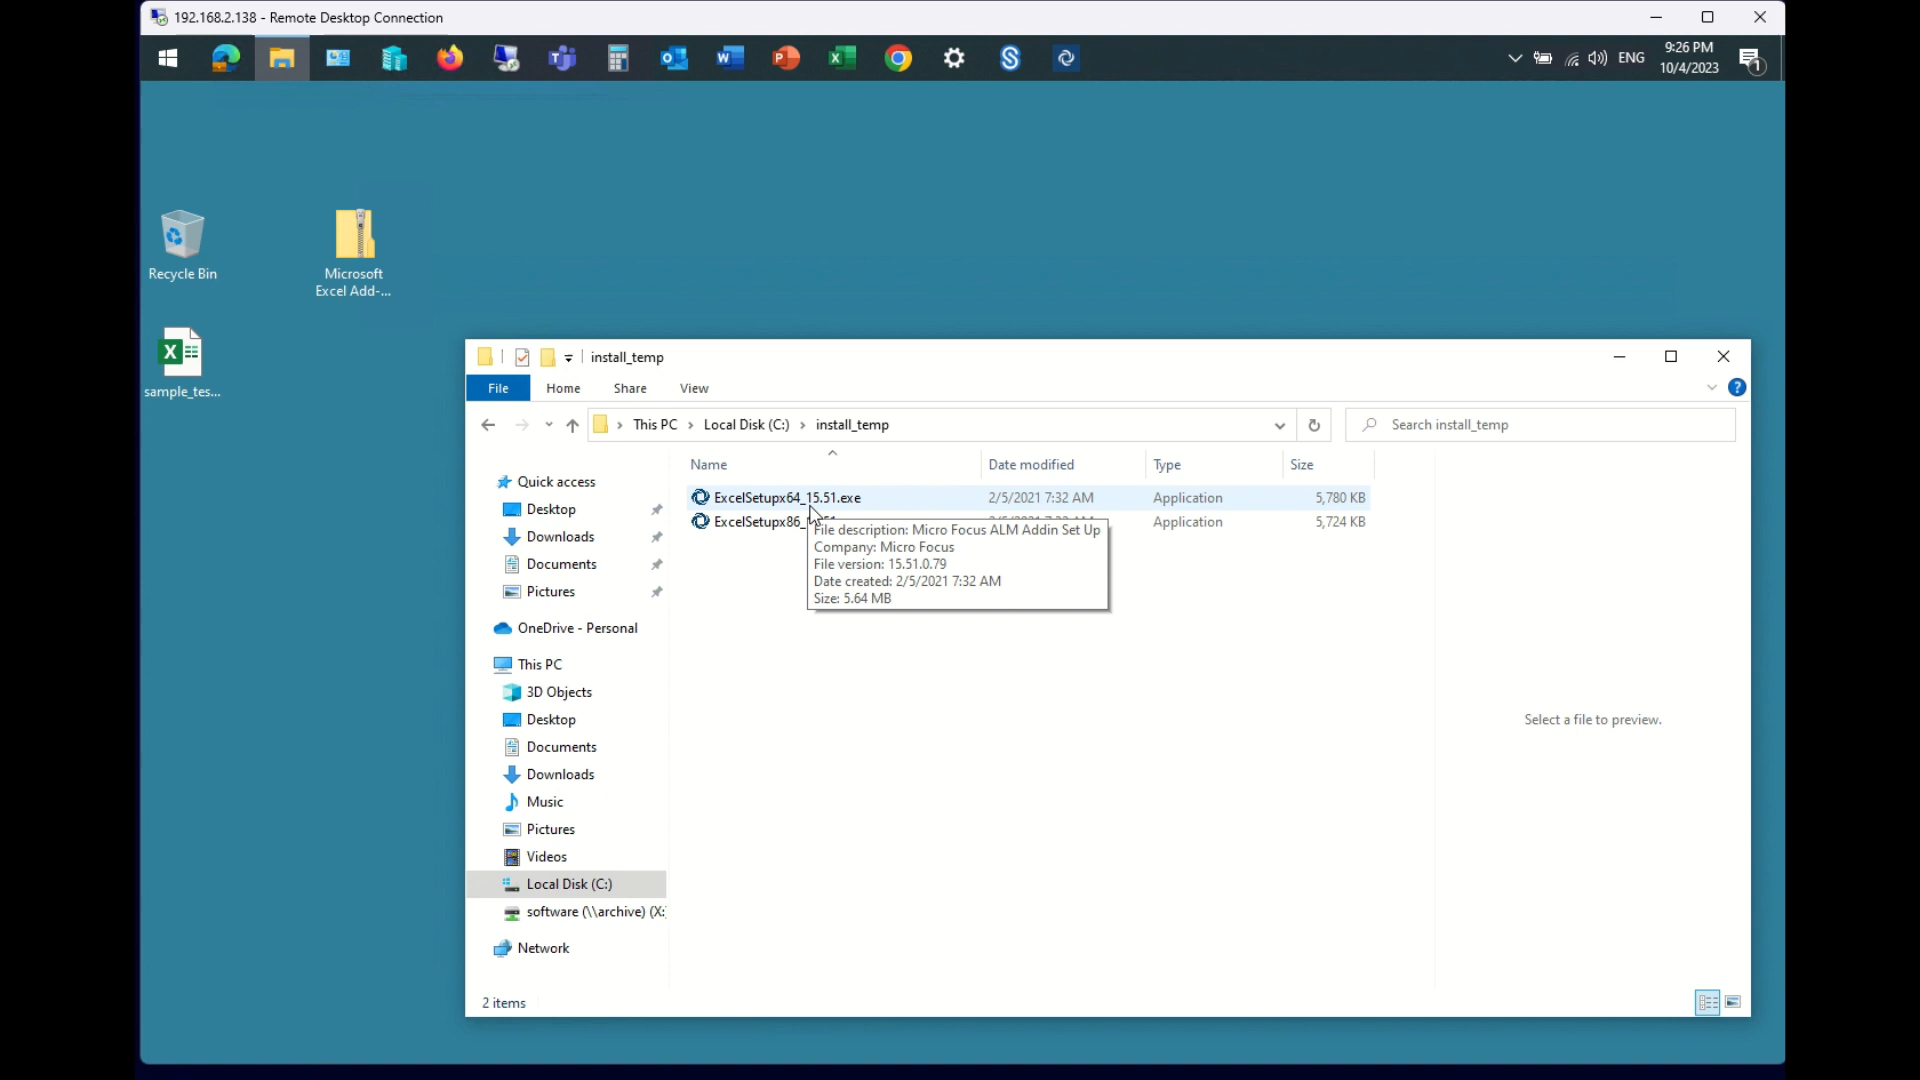 192.168.2.138 - Remote Desktop Connection
ENG
9:26 PM
10/4/2023
1
Recycle Bin
Microsoft
Excel Add-...
sample_tes...
install_temp
File
Home
Share
View
This PC
Local Disk (C:)
install_temp
Search install_temp
Name
Date modified
Type
Size
ExcelSetupx64_15.51.exe
2/5/2021 7:32 AM
Application
5,780 KB
ExcelSetupx86_
Application
5,724 KB
File description: Micro Focus ALM Addin Set Up
Company: Micro Focus
File version: 15.51.0.79
Date created: 2/5/2021 7:32 AM
Size: 5.64 MB
Quick access
Desktop
Downloads
Documents
Pictures
OneDrive - Personal
This PC
3D Objects
Desktop
Documents
Downloads
Music
Pictures
Videos
Local Disk (C:)
software (\\archive) (X:
Network
Select a file to preview.
2 items